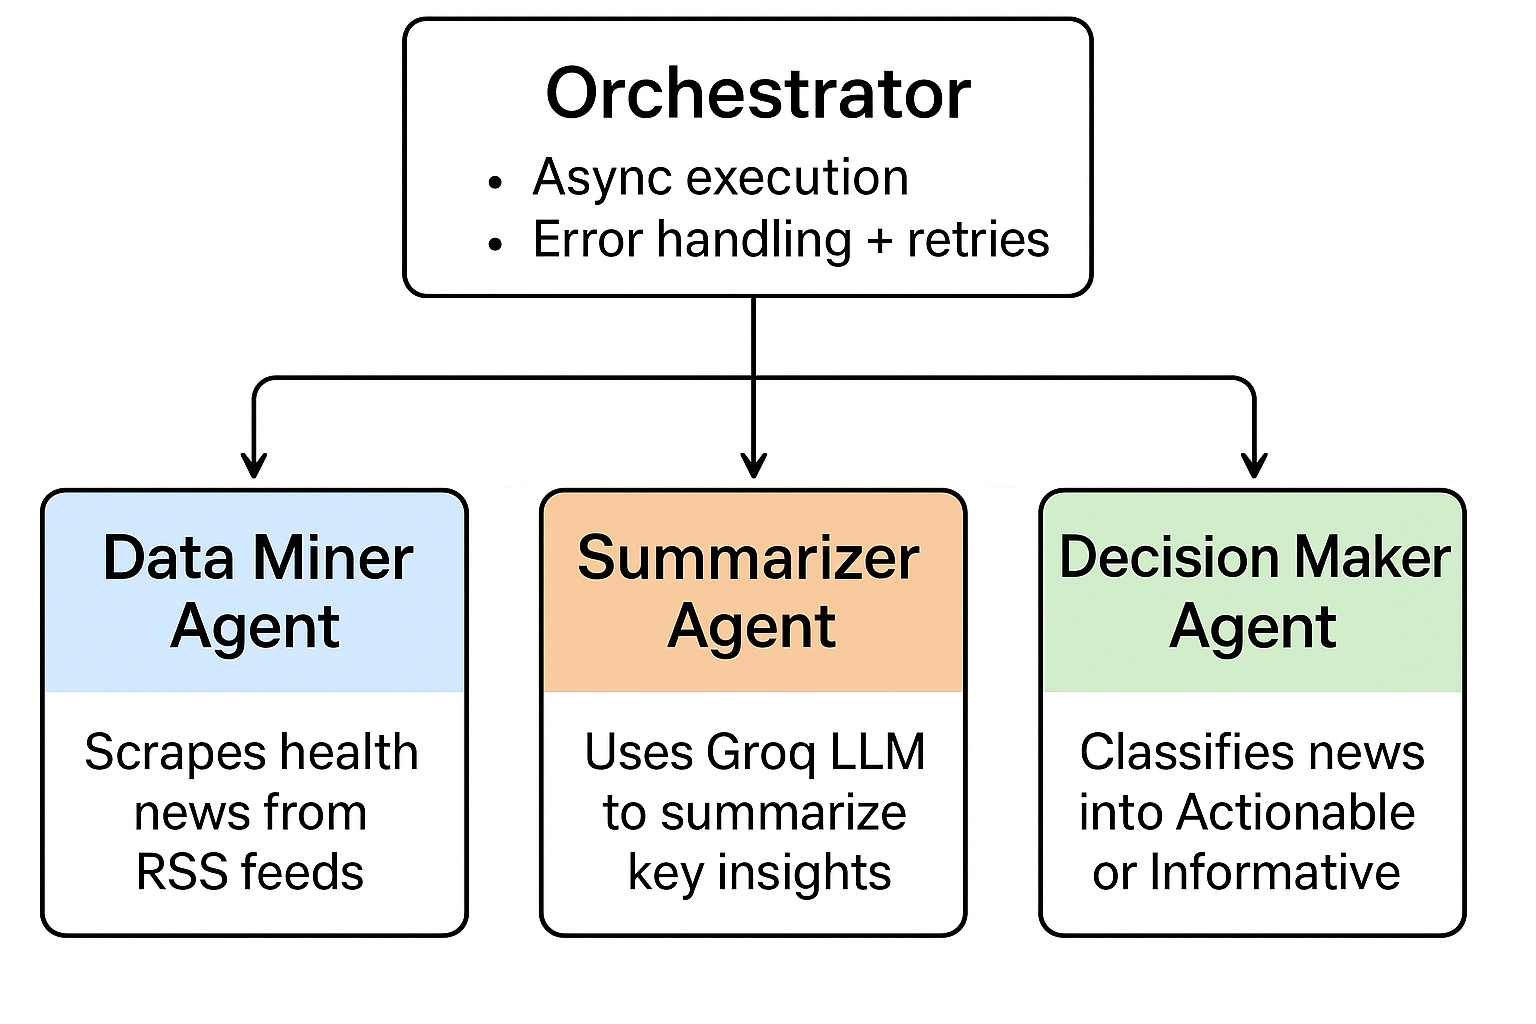 Orchestrator
• Async execution
• Error handling + retries
Data Miner
Agent
Scrapes health
news from
RSS feeds
Summarizer
Agent
Uses Groq LLM
to summarize
key insights
Decision Maker
Agent
Classifies news
into Actionable
or Informative